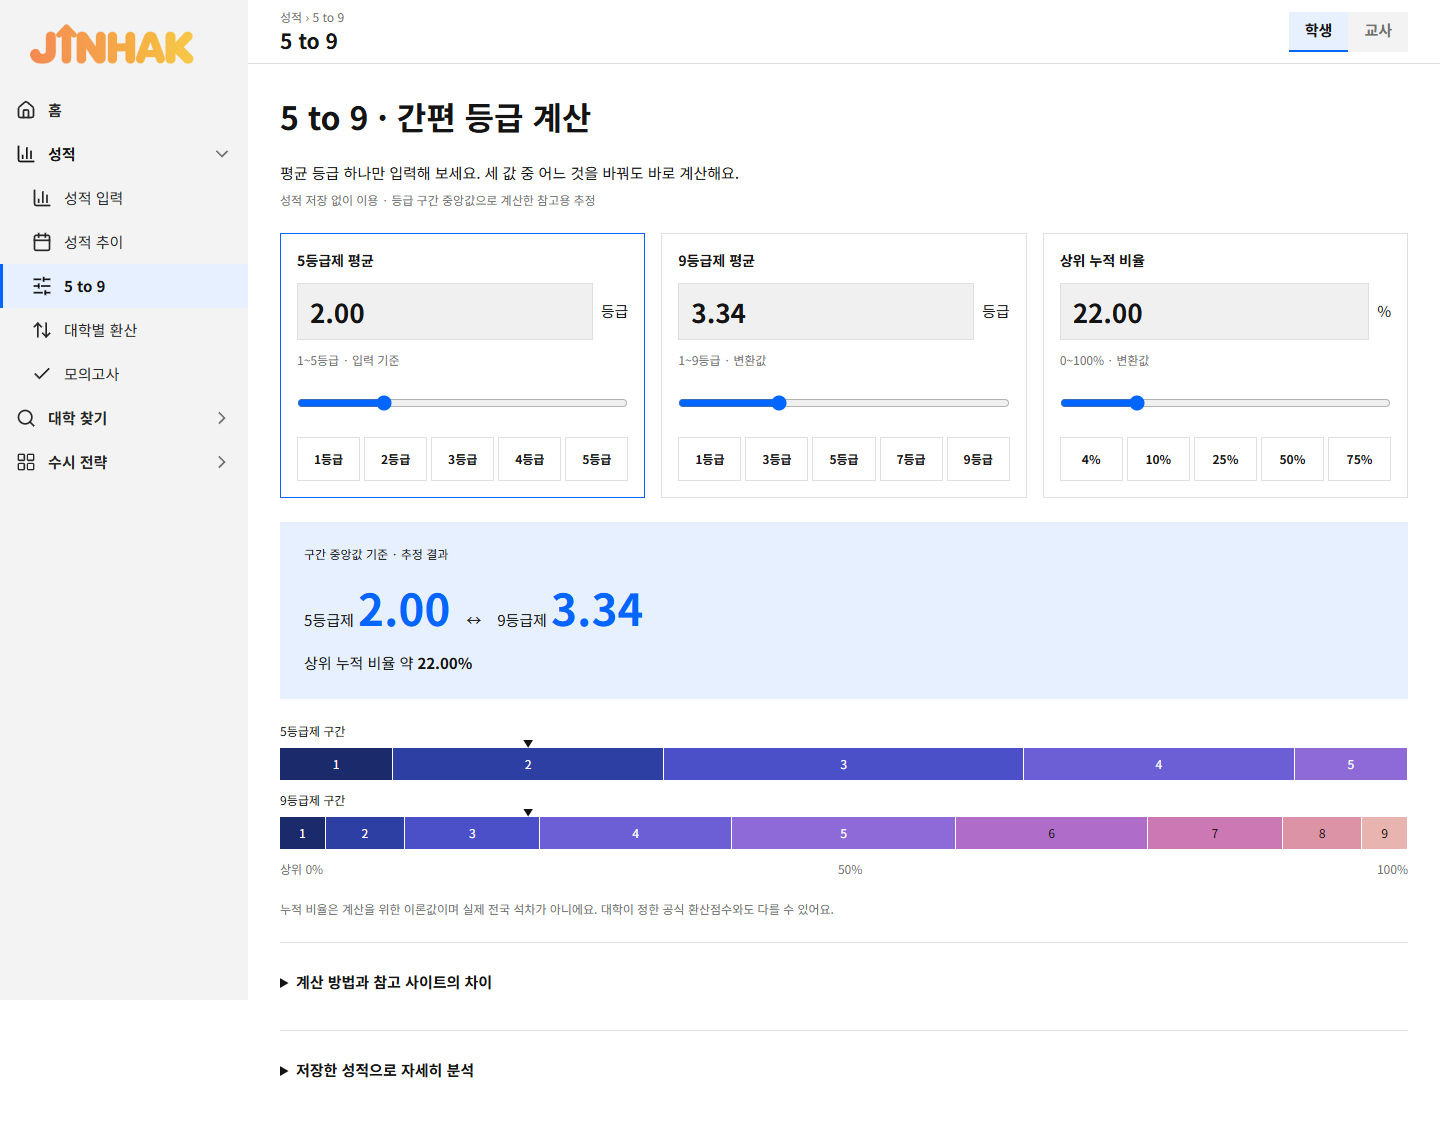 JINHAK
홈
성적
성적 입력
성적 추이
5 to 9
대학별 환산
모의고사
대학 찾기
수시 전략
성적 › 5 to 9
5 to 9
학생
교사
5 to 9 · 간편 등급 계산
평균 등급 하나만 입력해 보세요. 세 값 중 어느 것을 바꿔도 바로 계산해요.
성적 저장 없이 이용 · 등급 구간 중앙값으로 계산한 참고용 추정
5등급제 평균
2.00 등급
1~5등급 · 입력 기준
1등급 2등급 3등급 4등급 5등급
9등급제 평균
3.34 등급
1~9등급 · 변환값
1등급 3등급 5등급 7등급 9등급
상위 누적 비율
22.00 %
0~100% · 변환값
4% 10% 25% 50% 75%
구간 중앙값 기준 · 추정 결과
5등급제 2.00 ↔ 9등급제 3.34
상위 누적 비율 약 22.00%
5등급제 구간
1 2 3 4 5
9등급제 구간
1 2 3 4 5 6 7 8 9
상위 0% 50% 100%
누적 비율은 계산을 위한 이론값이며 실제 전국 석차가 아니에요. 대학이 정한 공식 환산점수와도 다를 수 있어요.
계산 방법과 참고 사이트의 차이
저장한 성적으로 자세히 분석